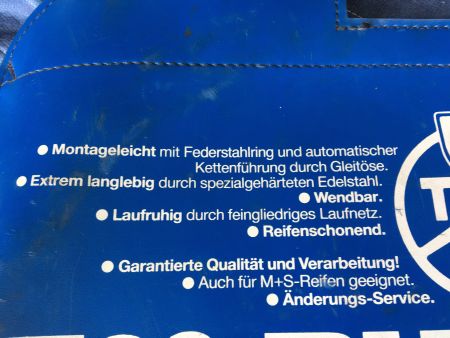 ● Montageleicht mit Federstahlring und automatischer
Kettenführung durch Gleitöse.
● Extrem langlebig durch spezialgehärteten Edelstahl.
● Wendbar.
● Laufruhig durch feingliedriges Laufnetz.
● Reifenschonend.
● Garantierte Qualität und Verarbeitung!
● Auch für M+S-Reifen geeignet.
● Änderungs-Service.